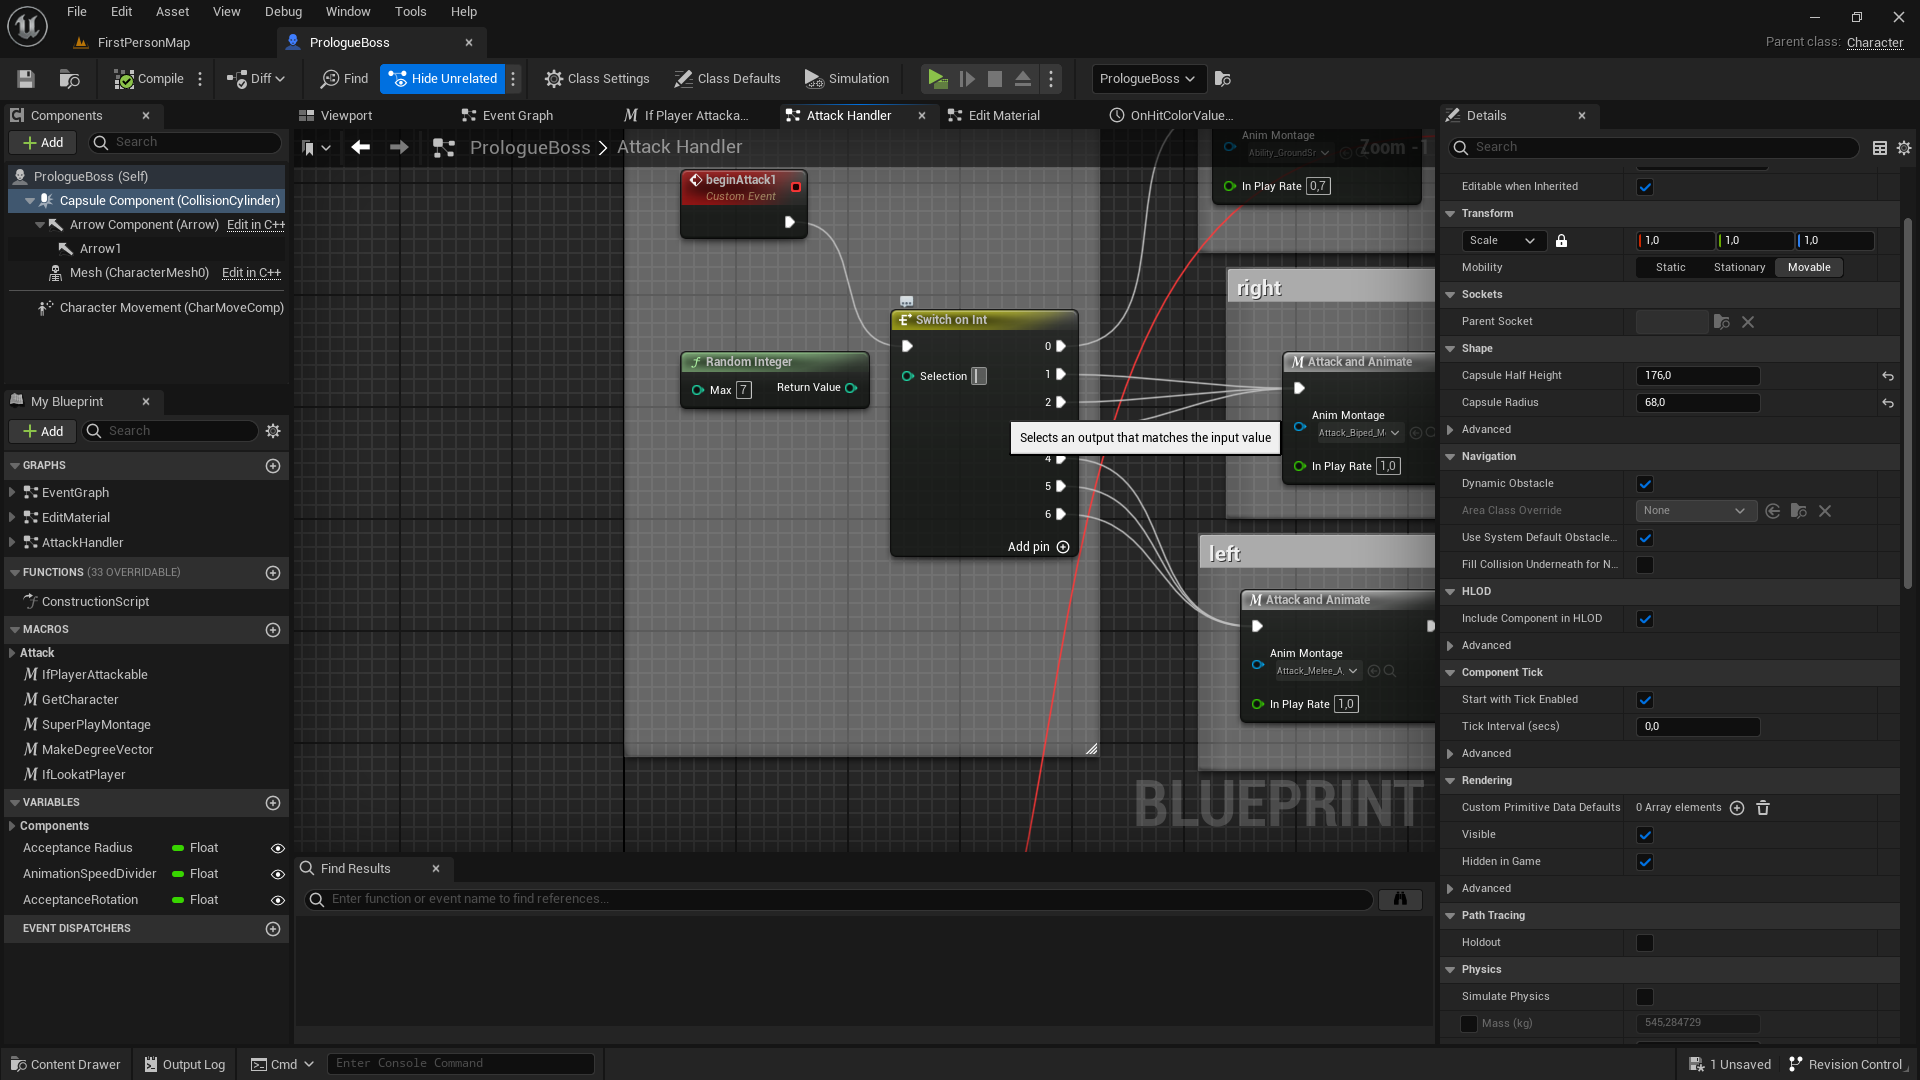 File
Edit
Asset
View
Debug
Window
Tools
Help
FirstPersonMap
PrologueBoss
Parent class: Character
Compile
Diff
Find
Hide Unrelated
Class Settings
Class Defaults
Simulation
PrologueBoss
Components
Add
Search
PrologueBoss (Self)
Capsule Component (CollisionCylinder)
Arrow Component (Arrow)
Edit in C++
Arrow1
Mesh (CharacterMesh0)
Edit in C++
Character Movement (CharMoveComp)
My Blueprint
Add
Search
GRAPHS
EventGraph
EditMaterial
AttackHandler
FUNCTIONS (33 OVERRIDABLE)
ConstructionScript
MACROS
Attack
IfPlayerAttackable
GetCharacter
SuperPlayMontage
MakeDegreeVector
IfLookatPlayer
VARIABLES
Components
Acceptance Radius
Float
AnimationSpeedDivider
Float
AcceptanceRotation
Float
EVENT DISPATCHERS
Viewport
Event Graph
If Player Attacka...
Attack Handler
Edit Material
OnHitColorValue...
PrologueBoss > Attack Handler
Zoom -1
beginAttack1
Custom Event
Random Integer
Max 7
Return Value
Switch on Int
Selection
0
1
2
4
5
6
Add pin
Selects an output that matches the input value
Anim Montage
Ability_GroundSr
In Play Rate 0,7
right
Attack and Animate
Anim Montage
Attack_Biped_M
In Play Rate 1,0
left
Attack and Animate
Anim Montage
Attack_Melee_A
In Play Rate 1,0
BLUEPRINT
Find Results
Enter function or event name to find references...
Details
Search
Editable when Inherited
Transform
Scale
1,0
1,0
1,0
Mobility
Static
Stationary
Movable
Sockets
Parent Socket
Shape
Capsule Half Height
176,0
Capsule Radius
68,0
Advanced
Navigation
Dynamic Obstacle
Area Class Override
None
Use System Default Obstacle...
Fill Collision Underneath for N...
HLOD
Include Component in HLOD
Advanced
Component Tick
Start with Tick Enabled
Tick Interval (secs)
0,0
Advanced
Rendering
Custom Primitive Data Defaults
0 Array elements
Visible
Hidden in Game
Advanced
Path Tracing
Holdout
Physics
Simulate Physics
Mass (kg)
545,284729
Content Drawer
Output Log
Cmd
Enter Console Command
1 Unsaved
Revision Control